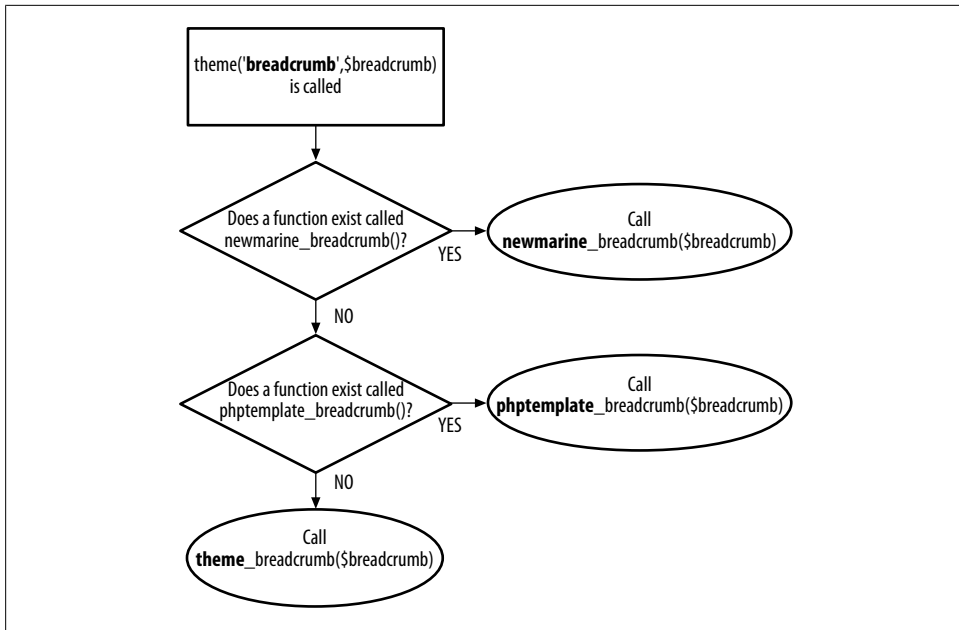 theme('breadcrumb',$breadcrumb)
is called
Does a function exist called
newmarine_breadcrumb()?
YES
Call
newmarine_breadcrumb($breadcrumb)
NO
Does a function exist called
phptemplate_breadcrumb()?
YES
Call
phptemplate_breadcrumb($breadcrumb)
NO
Call
theme_breadcrumb($breadcrumb)